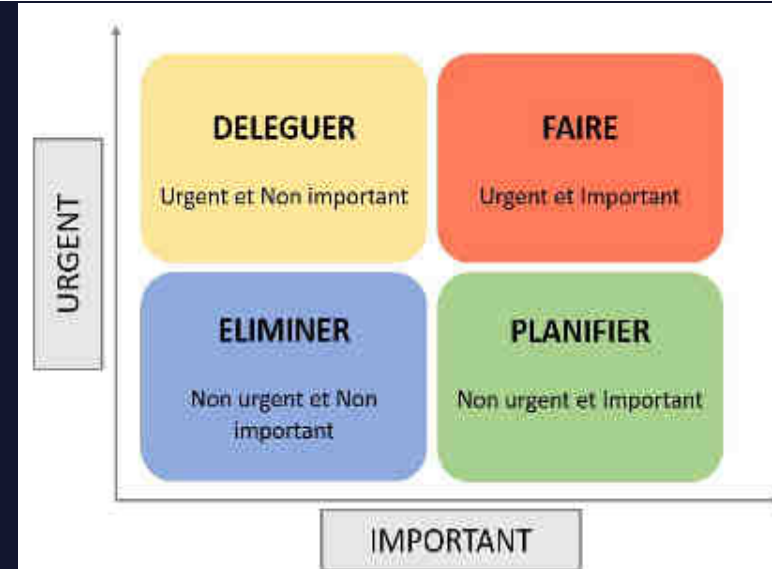 DELEGUER
Urgent et Non important
FAIRE
Urgent et Important
URGENT
ELIMINER
Non urgent et Non
important
PLANIFIER
Non urgent et Important
IMPORTANT